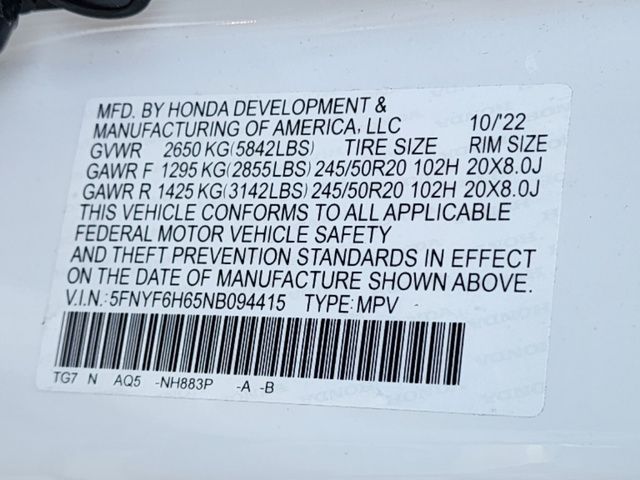 MFD. BY HONDA DEVELOPMENT &
MANUFACTURING OF AMERICA, LLC 10/'22
GVWR 2650 KG(5842LBS) TIRE SIZE RIM SIZE
GAWR F 1295 KG(2855LBS) 245/50R20 102H 20X8.0J
GAWR R 1425 KG(3142LBS) 245/50R20 102H 20X8.0J
THIS VEHICLE CONFORMS TO ALL APPLICABLE
FEDERAL MOTOR VEHICLE SAFETY
AND THEFT PREVENTION STANDARDS IN EFFECT
ON THE DATE OF MANUFACTURE SHOWN ABOVE.
V.I.N.:5FNYF6H65NB094415 TYPE:MPV
TG7 N AQ5 -NH883P -A -B